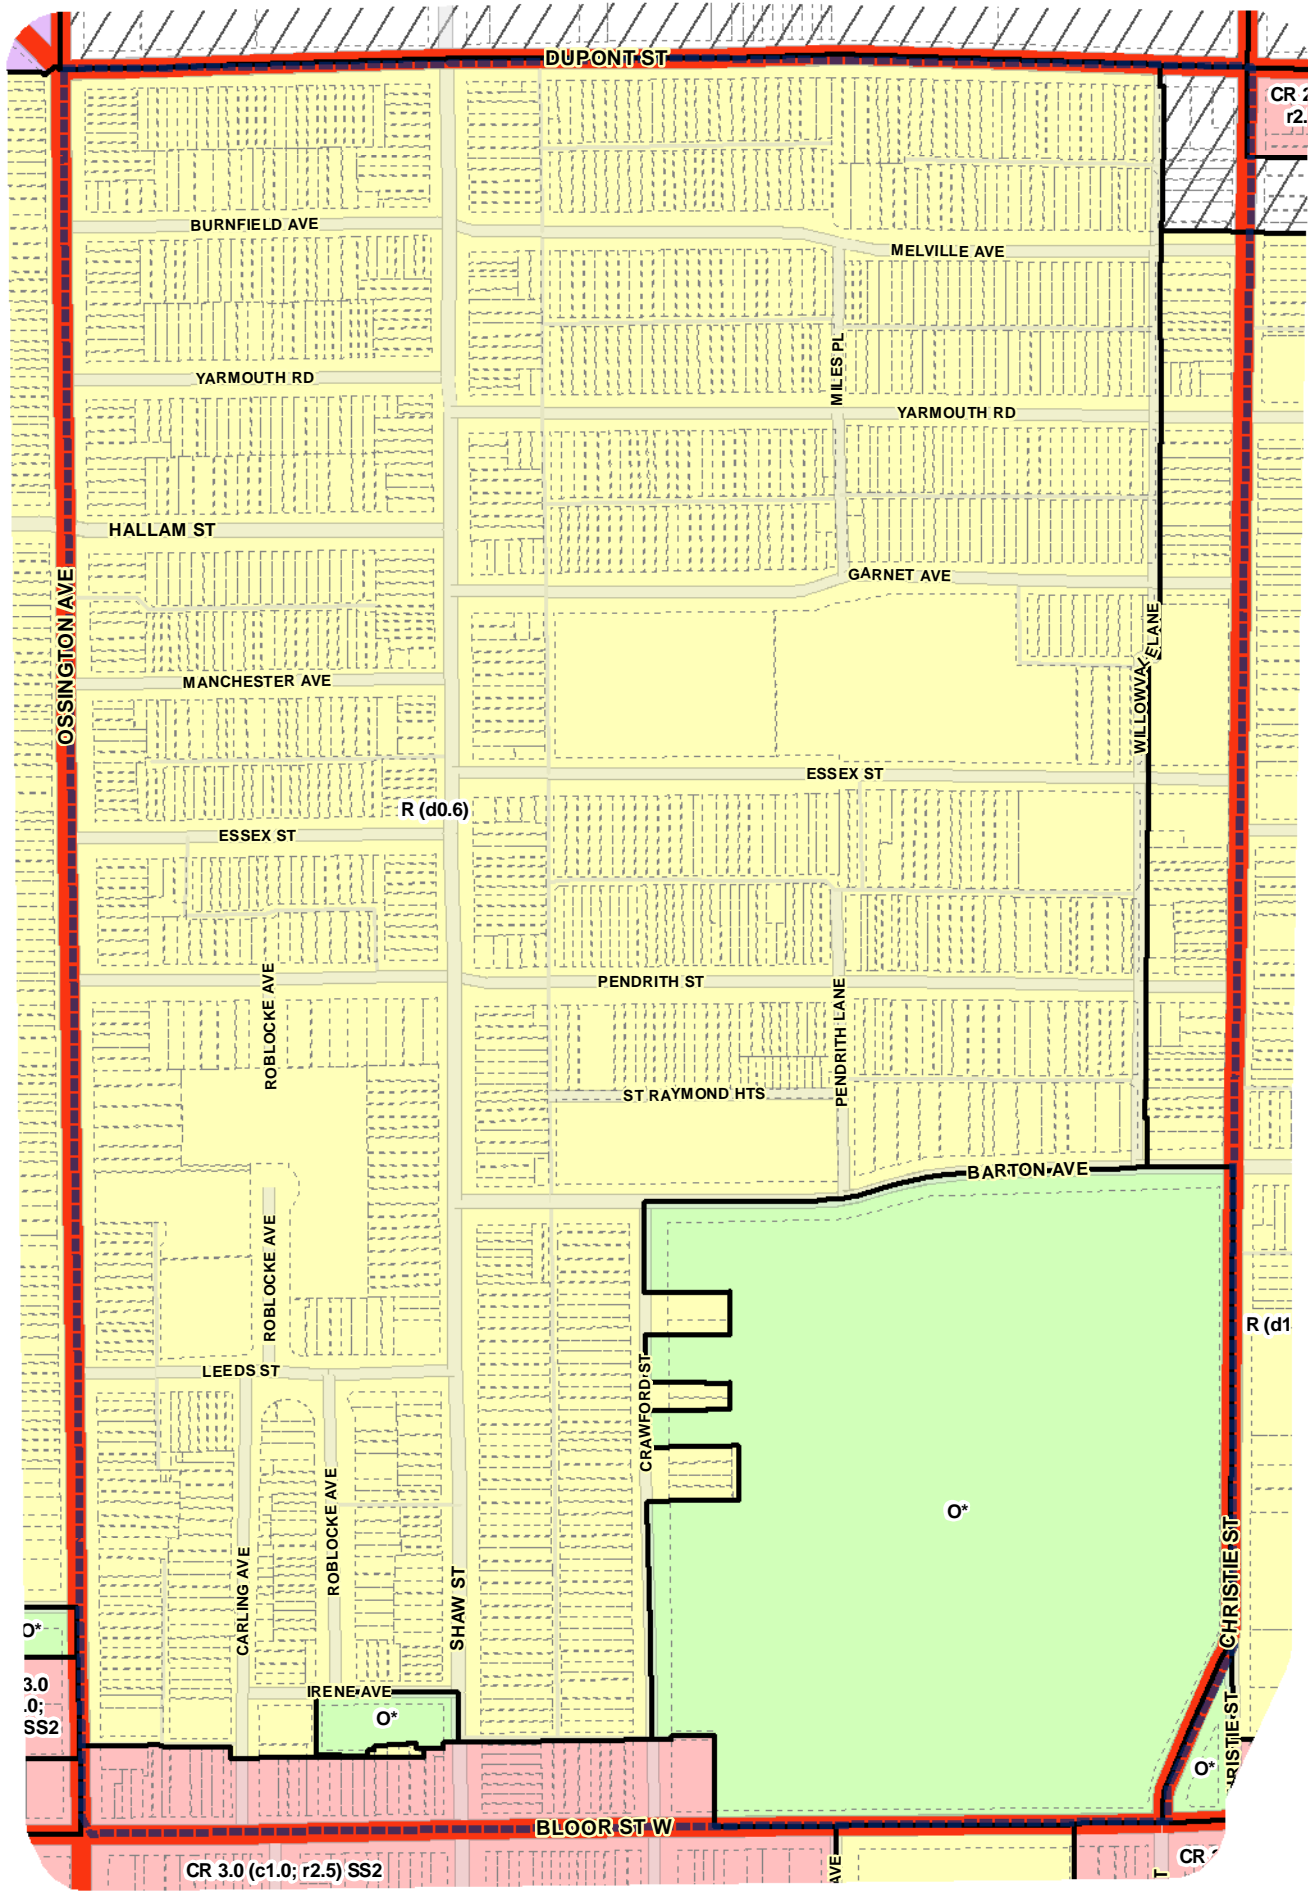 DUPONT ST
CR 2
r2.
BURNFIELD AVE
MELVILLE AVE
MILES PL
YARMOUTH RD
YARMOUTH RD
HALLAM ST
GARNET AVE
OSSINGTON AVE
WILLOWVALE LANE
MANCHESTER AVE
ESSEX ST
R (d0.6)
ESSEX ST
ROBLOCKE AVE
PENDRITH ST
PENDRITH LANE
ST RAYMOND HTS
BARTON AVE
ROBLOCKE AVE
R (d1
LEEDS ST
CRAWFORD ST
ROBLOCKE AVE
O*
CARLING AVE
SHAW ST
CHRISTIE ST
O*
3.0
.0;
SS2
IRENE AVE
O*
RISTIE ST
O*
BLOOR ST W
CR 3.0 (c1.0; r2.5) SS2
AVE
T
CR